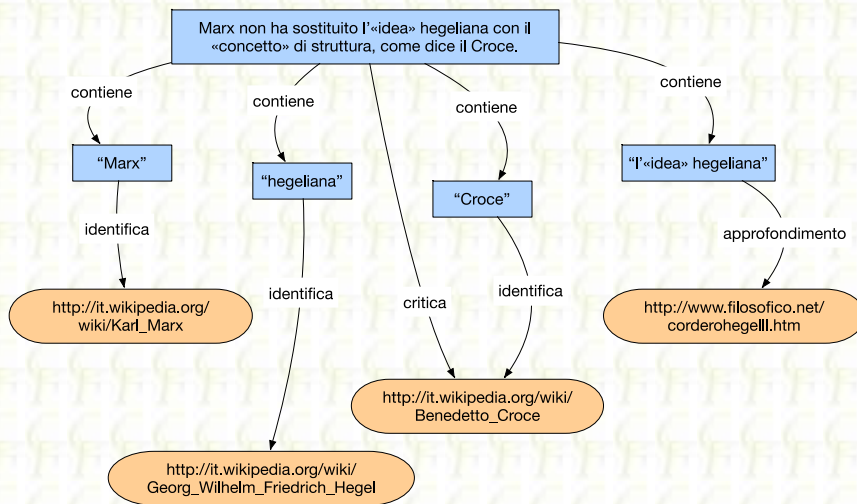 Marx non ha sostituito l'«idea» hegeliana con il
«concetto» di struttura, come dice il Croce.
contiene
contiene
contiene
contiene
“Marx”
“hegeliana”
“Croce”
“l'«idea» hegeliana”
identifica
approfondimento
identifica
critica
identifica
http://it.wikipedia.org/
wiki/Karl_Marx
http://www.filosofico.net/
corderohegelIII.htm
http://it.wikipedia.org/wiki/
Benedetto_Croce
http://it.wikipedia.org/wiki/
Georg_Wilhelm_Friedrich_Hegel